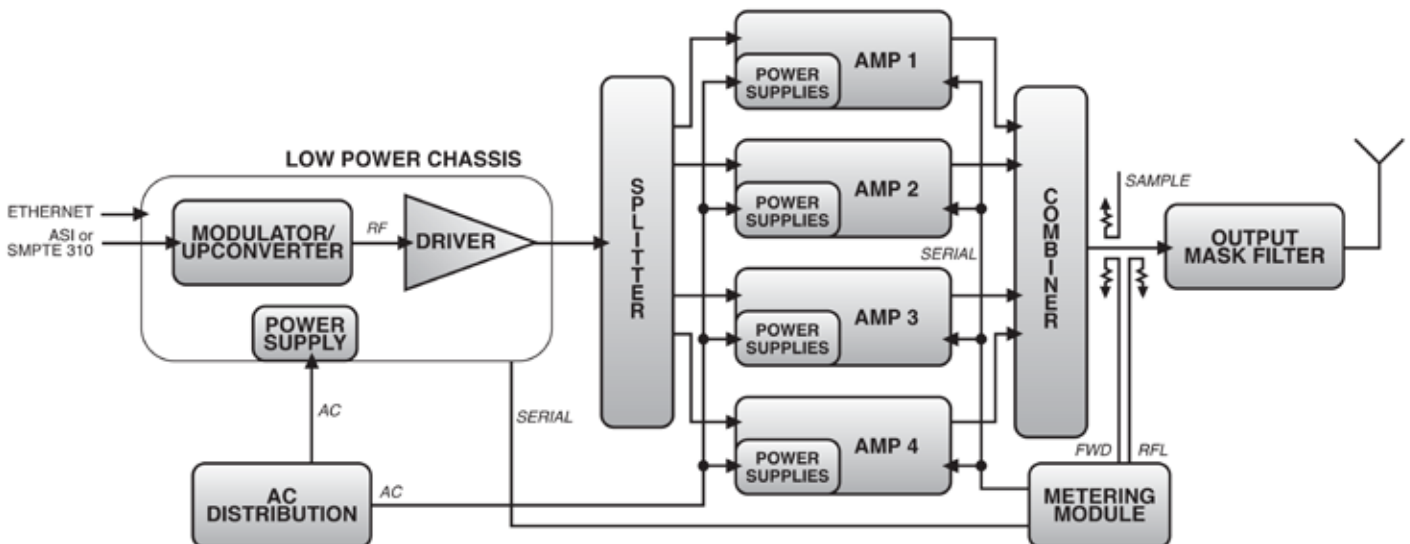 AMP 1
POWER
SUPPLIES
LOW POWER CHASSIS
ETHERNET
ASI or
SMPTE 310
MODULATOR/
UPCONVERTER
RF
DRIVER
POWER
SUPPLY
SPLITTER
AMP 2
POWER
SUPPLIES
SERIAL
AMP 3
POWER
SUPPLIES
AMP 4
POWER
SUPPLIES
COMBINER
SAMPLE
OUTPUT
MASK FILTER
AC
SERIAL
FWD
RFL
AC
DISTRIBUTION
AC
METERING
MODULE